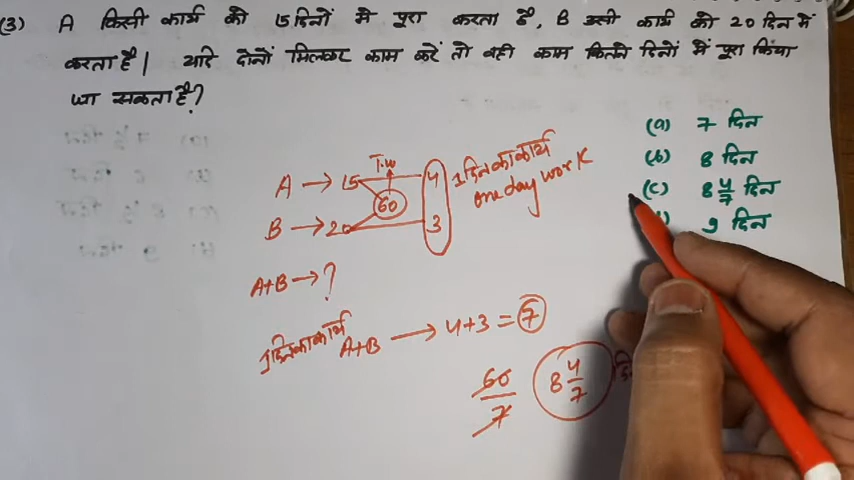 (3) A किसी कार्य को 15 दिनों में पूरा करता है, B उसी कार्य को 20 दिन में
करता है| यदि दोनों मिलकर काम करें तो वही काम कितने दिनों में पूरा किया
जा सकता है?
(a) 7 दिन
(b) 8 दिन
(c) 8 4/7 दिन
9 दिन
T.W
A → 15 60 4 1 दिन का कार्य
B → 20 3 one day work
A+B → ?
1 दिन का कार्य A+B → 4+3 = 7
60/7 8 4/7